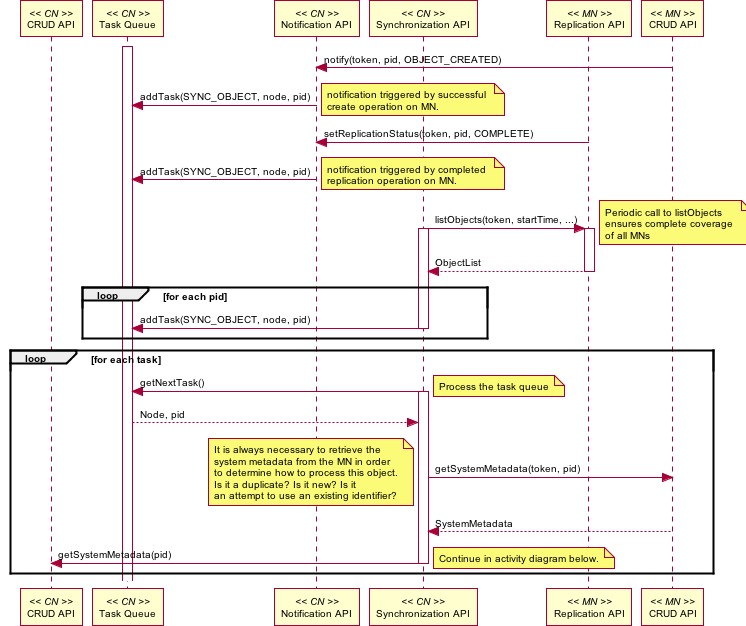 << CN >>
CRUD API
<< CN >>
Task Queue
<< CN >>
Notification API
<< CN >>
Synchronization API
<< MN >>
Replication API
<< MN >>
CRUD API
notify(token, pid, OBJECT_CREATED)
addTask(SYNC_OBJECT, node, pid)
notification triggered by successful
create operation on MN.
setReplicationStatus(token, pid, COMPLETE)
addTask(SYNC_OBJECT, node, pid)
notification triggered by completed
replication operation on MN.
listObjects(token, startTime, ...)
Periodic call to listObjects
ensures complete coverage
of all MNs
ObjectList
loop
[for each pid]
addTask(SYNC_OBJECT, node, pid)
loop
[for each task]
getNextTask()
Process the task queue
Node, pid
It is always necessary to retrieve the
system metadata from the MN in order
to determine how to process this object.
Is it a duplicate? Is it new? Is it
an attempt to use an existing identifier?
getSystemMetadata(token, pid)
SystemMetadata
getSystemMetadata(pid)
Continue in activity diagram below.
<< CN >>
CRUD API
<< CN >>
Task Queue
<< CN >>
Notification API
<< CN >>
Synchronization API
<< MN >>
Replication API
<< MN >>
CRUD API